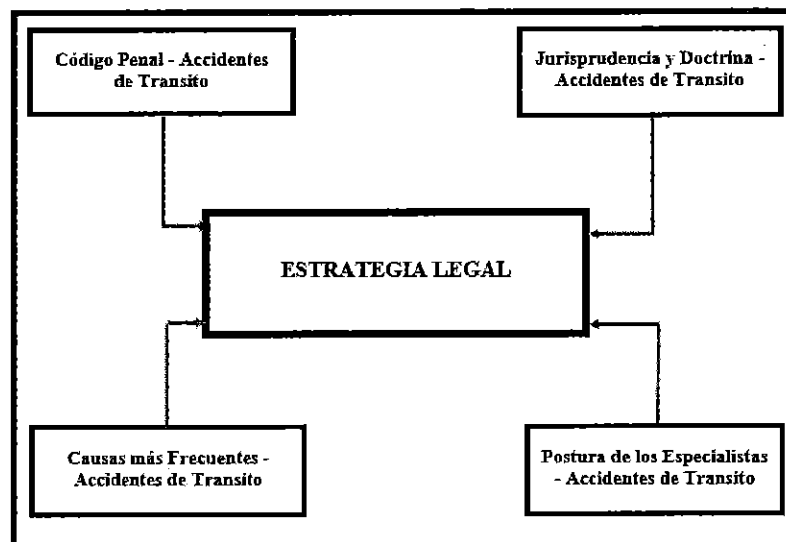 Código Penal - Accidentes
de Transito
Jurisprudencia y Doctrina -
Accidentes de Transito
ESTRATEGIA LEGAL
Causas más Frecuentes -
Accidentes de Transito
Postura de los Especialistas
- Accidentes de Transito